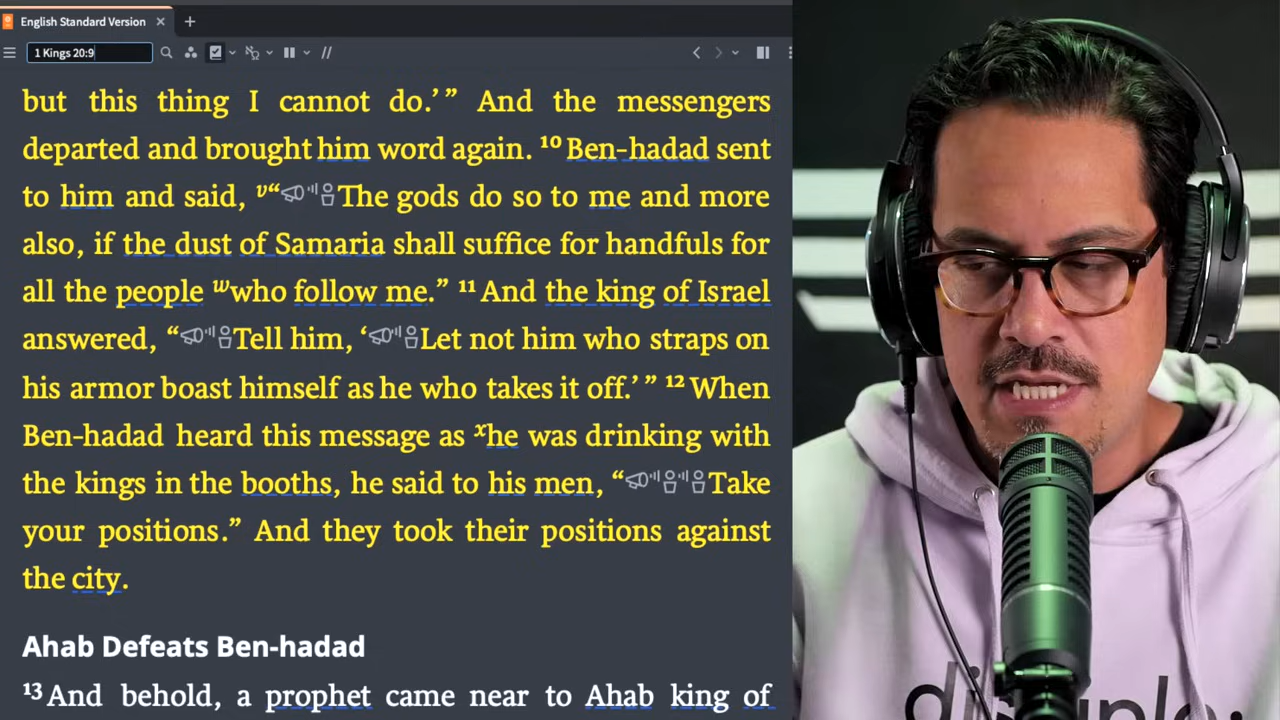 English Standard Version
1 Kings 20:9
but this thing I cannot do.’” And the messengers
departed and brought him word again. 10 Ben-hadad sent
to him and said, v“The gods do so to me and more
also, if the dust of Samaria shall suffice for handfuls for
all the people wwho follow me.” 11 And the king of Israel
answered, “Tell him, ‘Let not him who straps on
his armor boast himself as he who takes it off.’” 12 When
Ben-hadad heard this message as xhe was drinking with
the kings in the booths, he said to his men, “Take
your positions.” And they took their positions against
the city.
Ahab Defeats Ben-hadad
13 And behold, a prophet came near to Ahab king of
disciple.